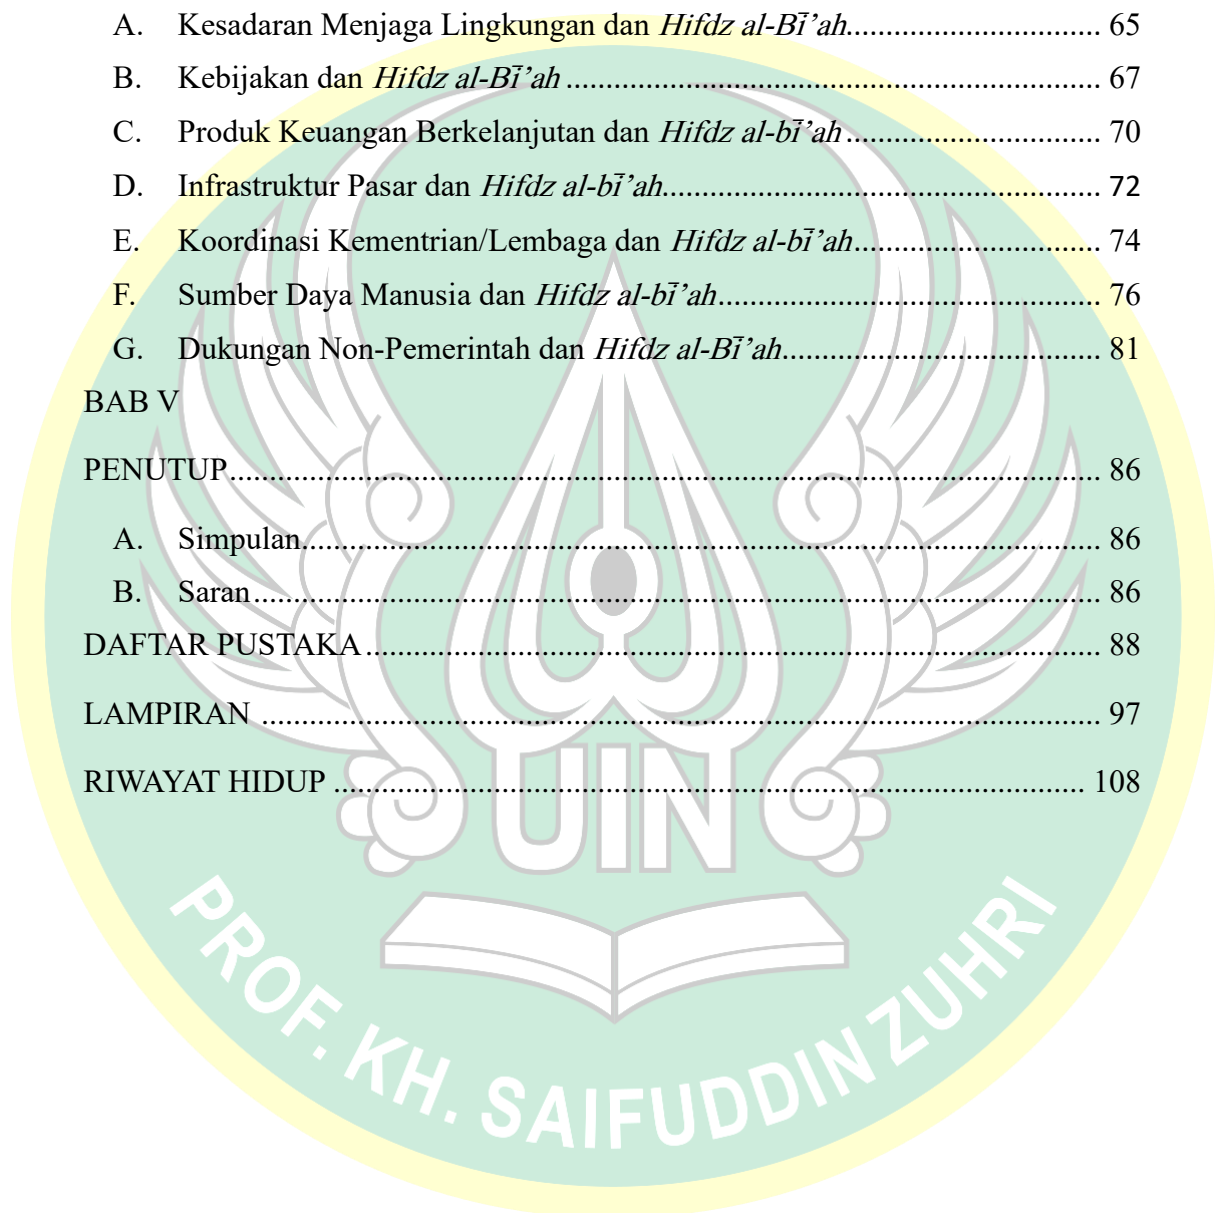 A. Kesadaran Menjaga Lingkungan dan Hifdz al-Bī’ah............................... 65
B. Kebijakan dan Hifdz al-Bī’ah ................................................................. 67
C. Produk Keuangan Berkelanjutan dan Hifdz al-bī’ah ............................... 70
D. Infrastruktur Pasar dan Hifdz al-bī’ah..................................................... 72
E. Koordinasi Kementrian/Lembaga dan Hifdz al-bī’ah.............................. 74
F. Sumber Daya Manusia dan Hifdz al-bī’ah............................................... 76
G. Dukungan Non-Pemerintah dan Hifdz al-Bī’ah....................................... 81
BAB V
PENUTUP.......................................................................................................... 86
A. Simpulan.................................................................................................. 86
B. Saran........................................................................................................ 86
DAFTAR PUSTAKA ......................................................................................... 88
LAMPIRAN ...................................................................................................... 97
RIWAYAT HIDUP ........................................................................................... 108
UIN
PROF. KH. SAIFUDDIN ZUHRI